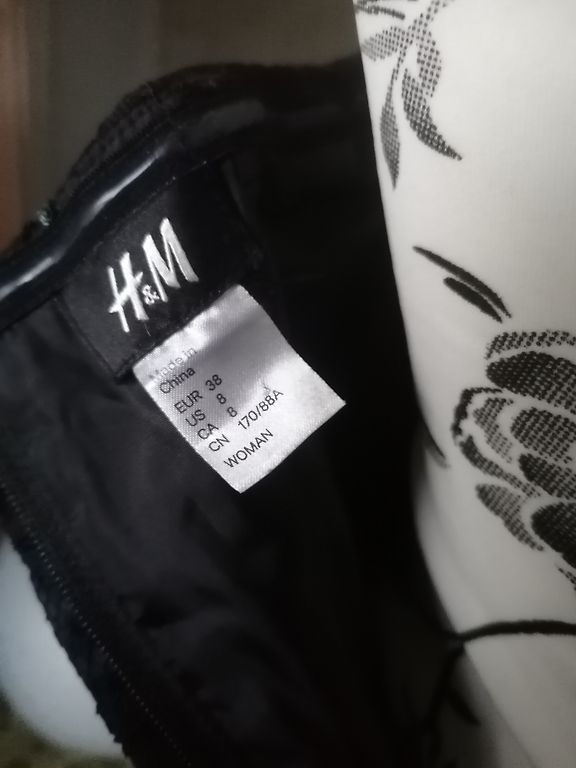 H&M
Made in
China
EUR 38
US 8
CA 8
CN 170/88A
WOMAN